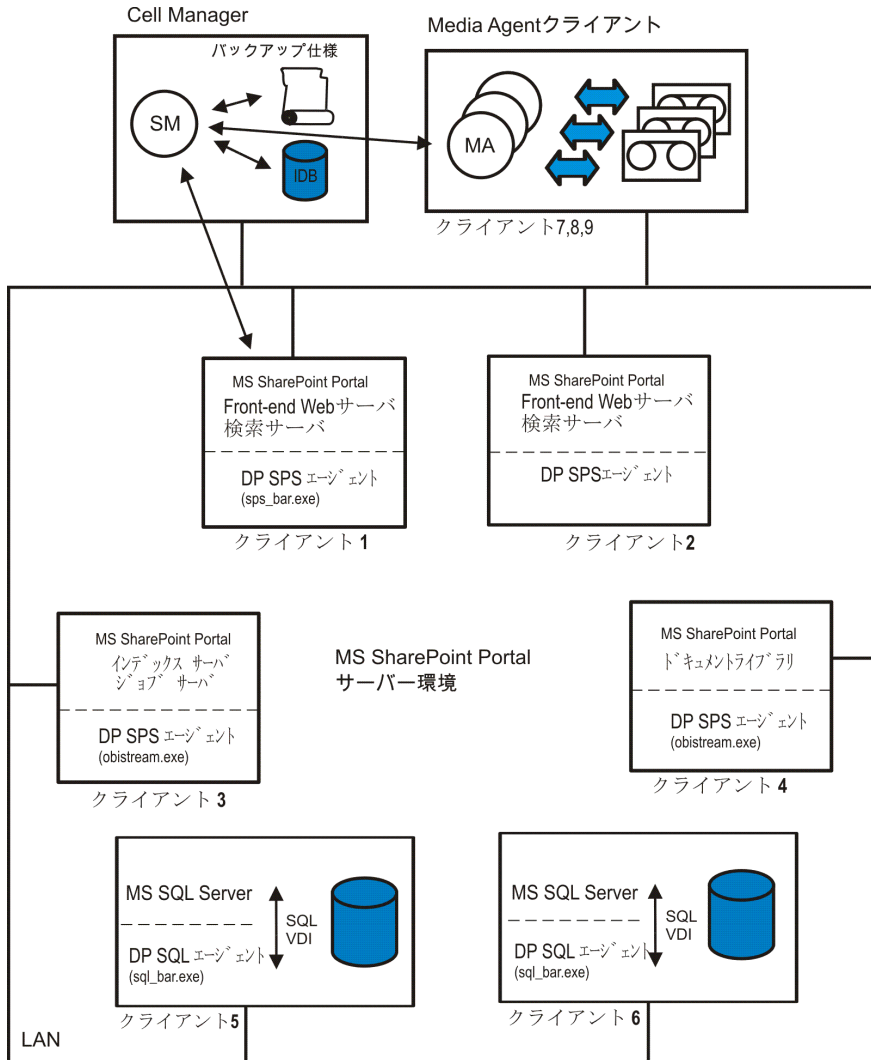 Cell Manager
バックアップ仕様
SM
IDB
Media Agentクライアント
MA
クライアント7,8,9
MS SharePoint Portal
Front-end Webサーバ
検索サーバ
DP SPS エージェント
(sps_bar.exe)
クライアント 1
MS SharePoint Portal
Front-end Webサーバ
検索サーバ
DP SPSエージェント
クライアント2
MS SharePoint Portal
インデックス サーバ
ジョブ サーバ
DP SPS エージェント
(obistream.exe)
クライアント 3
MS SharePoint Portal
サーバー環境
MS SharePoint Portal
ドキュメントライブラリ
DP SPS エージェント
(obistream.exe)
クライアント 4
MS SQL Server
SQL
VDI
DP SQL エージェント
(sql_bar.exe)
クライアント5
MS SQL Server
SQL
VDI
DP SQL エージェント
(sql_bar.exe)
クライアント 6
LAN